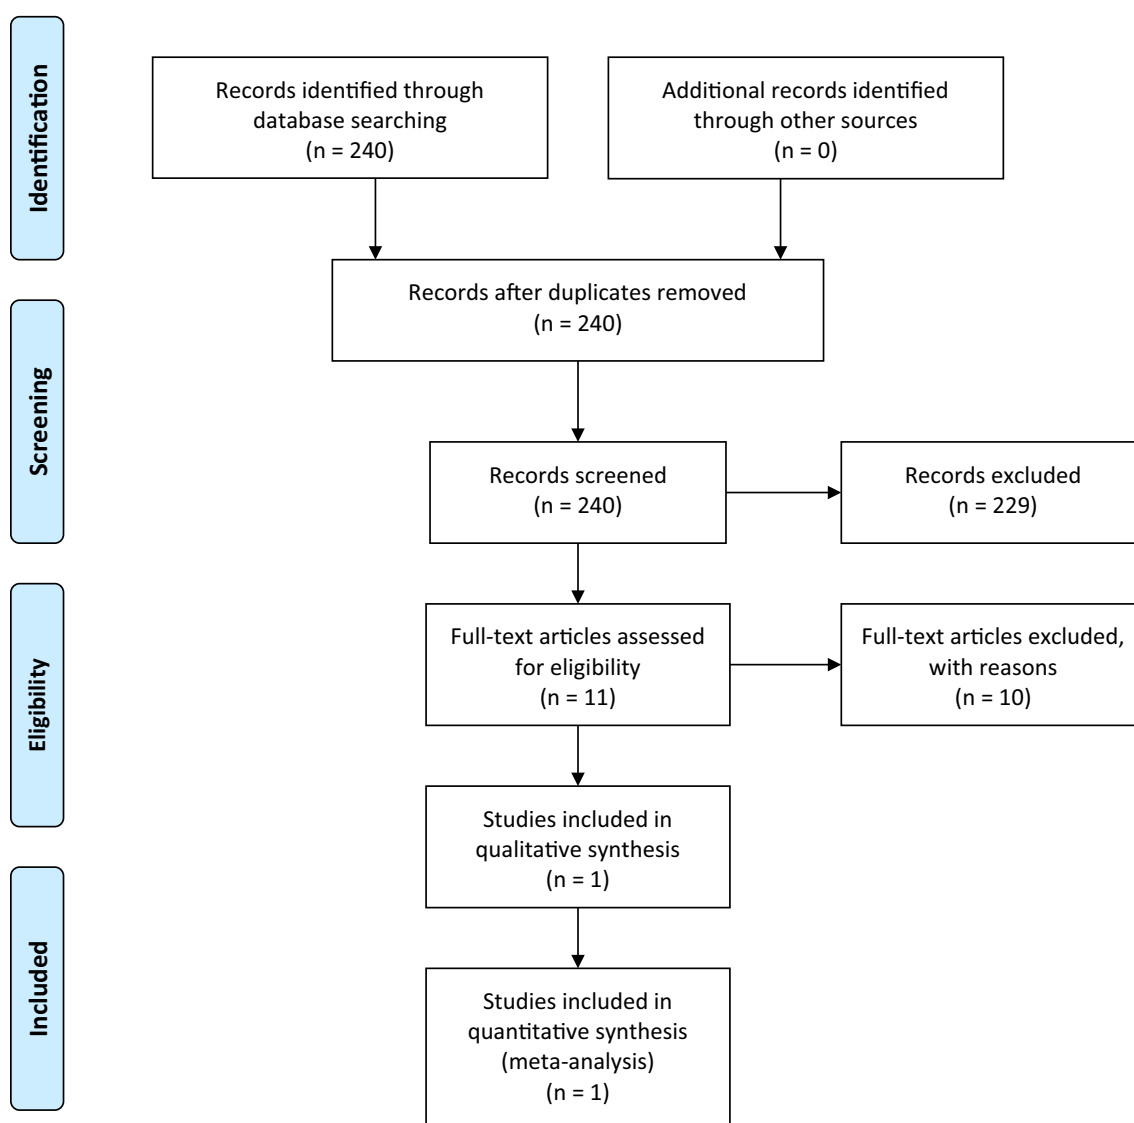 Identification
Records identified through
database searching
(n = 240)
Additional records identified
through other sources
(n = 0)
Records after duplicates removed
(n = 240)
Screening
Records screened
(n = 240)
Records excluded
(n = 229)
Eligibility
Full-text articles assessed
for eligibility
(n = 11)
Full-text articles excluded,
with reasons
(n = 10)
Studies included in
qualitative synthesis
(n = 1)
Included
Studies included in
quantitative synthesis
(meta-analysis)
(n = 1)